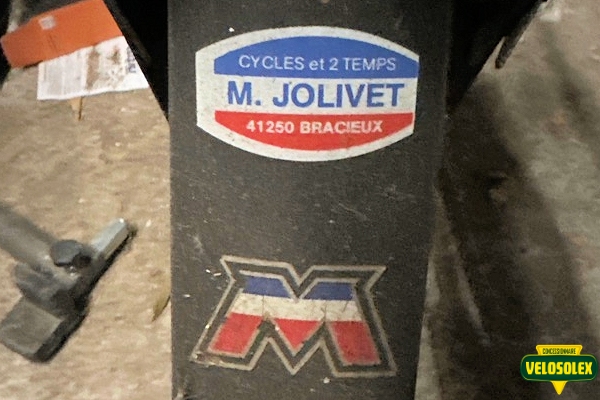 CYCLES et 2 TEMPS
M. JOLIVET
41250 BRACIEUX
M
CONCESSIONNAIRE
VELOSOLEX